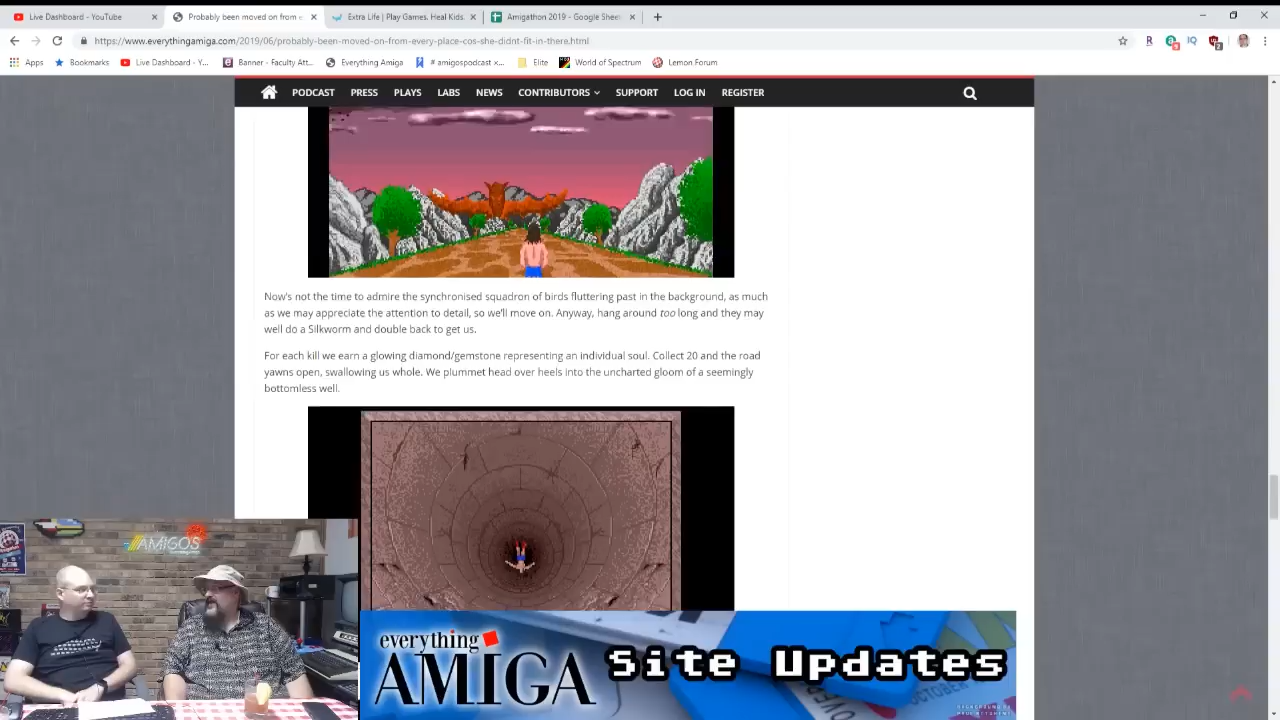 Live Dashboard - YouTube
Probably been moved on from e
Extra Life | Play Games. Heal Kids.
Amigathon 2019 - Google Sheet
https://www.everythingamiga.com/2019/06/probably-been-moved-on-from-every-place-cos-she-didnt-fit-in-there.html
Apps
Bookmarks
Live Dashboard - Y...
Banner - Faculty Att...
Everything Amiga
# amigospodcast x...
Elite
World of Spectrum
Lemon Forum
PODCAST PRESS PLAYS LABS NEWS CONTRIBUTORS SUPPORT LOG IN REGISTER
Now's not the time to admire the synchronised squadron of birds fluttering past in the background, as much
as we may appreciate the attention to detail, so we'll move on. Anyway, hang around too long and they may
well do a Silkworm and double back to get us.
For each kill we earn a glowing diamond/gemstone representing an individual soul. Collect 20 and the road
yawns open, swallowing us whole. We plummet head over heels into the uncharted gloom of a seemingly
bottomless well.
AMIGOS
everything
AMIGA
Site Updates
OCTOBER